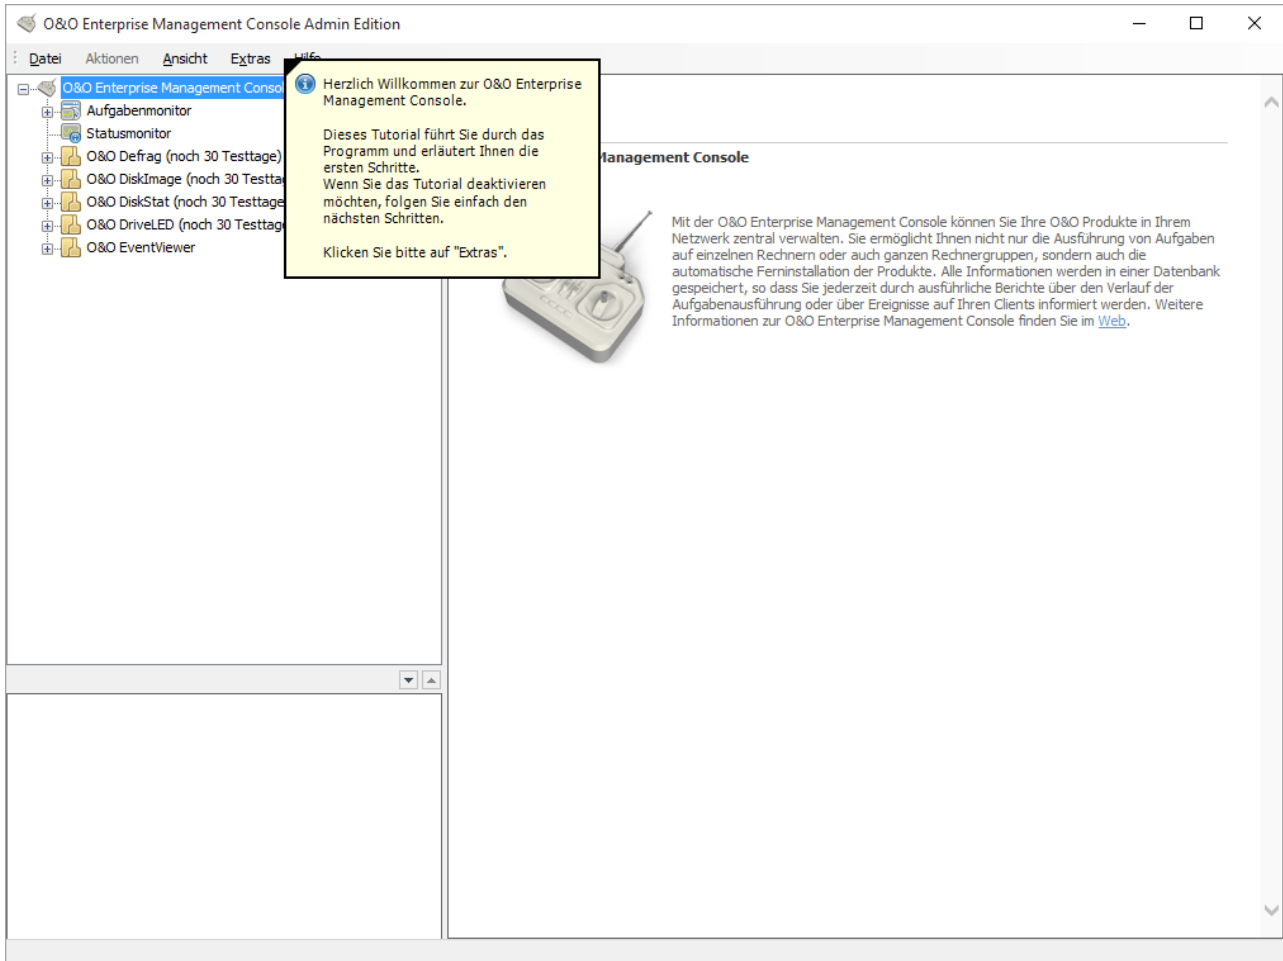 O&O Enterprise Management Console Admin Edition
Datei Aktionen Ansicht Extras Hilfe
O&O Enterprise Management Conso
Aufgabenmonitor
Statusmonitor
O&O Defrag (noch 30 Testtage)
O&O DiskImage (noch 30 Testta
O&O DiskStat (noch 30 Testtage
O&O DriveLED (noch 30 Testtag
O&O EventViewer
Herzlich Willkommen zur O&O Enterprise
Management Console.
Dieses Tutorial führt Sie durch das
Programm und erläutert Ihnen die
ersten Schritte.
Wenn Sie das Tutorial deaktivieren
möchten, folgen Sie einfach den
nächsten Schritten.
Klicken Sie bitte auf "Extras".
Management Console
Mit der O&O Enterprise Management Console können Sie Ihre O&O Produkte in Ihrem
Netzwerk zentral verwalten. Sie ermöglicht Ihnen nicht nur die Ausführung von Aufgaben
auf einzelnen Rechnern oder auch ganzen Rechnergruppen, sondern auch die
automatische Ferninstallation der Produkte. Alle Informationen werden in einer Datenbank
gespeichert, so dass Sie jederzeit durch ausführliche Berichte über den Verlauf der
Aufgabenausführung oder über Ereignisse auf Ihren Clients informiert werden. Weitere
Informationen zur O&O Enterprise Management Console finden Sie im Web.